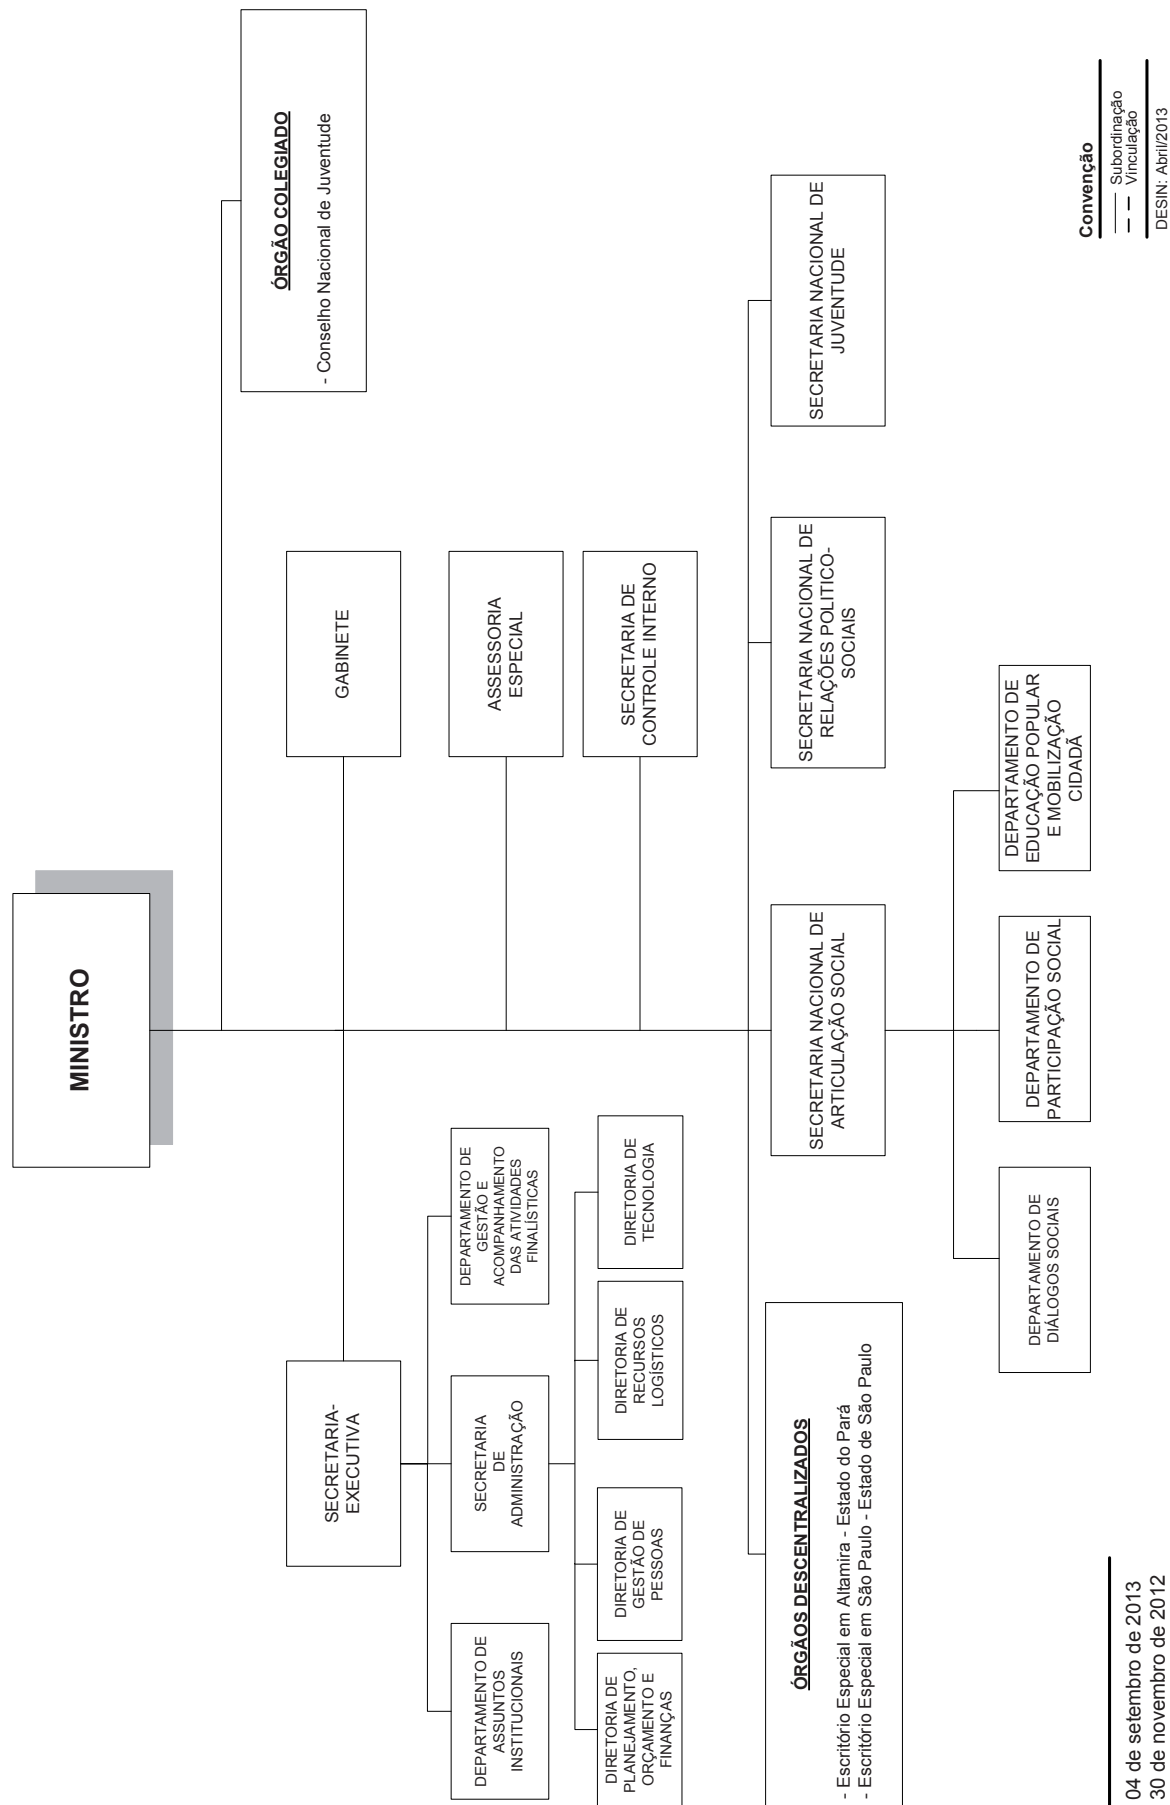 MINISTRO
ÓRGÃO COLEGIADO
- Conselho Nacional de Juventude
SECRETARIA-
EXECUTIVA
GABINETE
DEPARTAMENTO DE
ASSUNTOS
INSTITUCIONAIS
SECRETARIA
DE
ADMINISTRAÇÃO
DEPARTAMENTO DE
GESTÃO E
ACOMPANHAMENTO
DAS ATIVIDADES
FINALÍSTICAS
ASSESSORIA
ESPECIAL
DIRETORIA DE
PLANEJAMENTO,
ORÇAMENTO E
FINANÇAS
DIRETORIA DE
GESTÃO DE
PESSOAS
DIRETORIA DE
RECURSOS
LOGÍSTICOS
DIRETORIA DE
TECNOLOGIA
SECRETARIA DE
CONTROLE INTERNO
ÓRGÃOS DESCENTRALIZADOS
- Escritório Especial em Altamira - Estado do Pará
- Escritório Especial em São Paulo - Estado de São Paulo
SECRETARIA NACIONAL DE
ARTICULAÇÃO SOCIAL
SECRETARIA NACIONAL DE
RELAÇÕES POLITICO-
SOCIAIS
SECRETARIA NACIONAL DE
JUVENTUDE
DEPARTAMENTO DE
DIÁLOGOS SOCIAIS
DEPARTAMENTO DE
PARTICIPAÇÃO SOCIAL
DEPARTAMENTO DE
EDUCAÇÃO POPULAR
E MOBILIZAÇÃO
CIDADÃ
04 de setembro de 2013
30 de novembro de 2012
Convenção
Subordinação
Vinculação
DESIN: Abril/2013